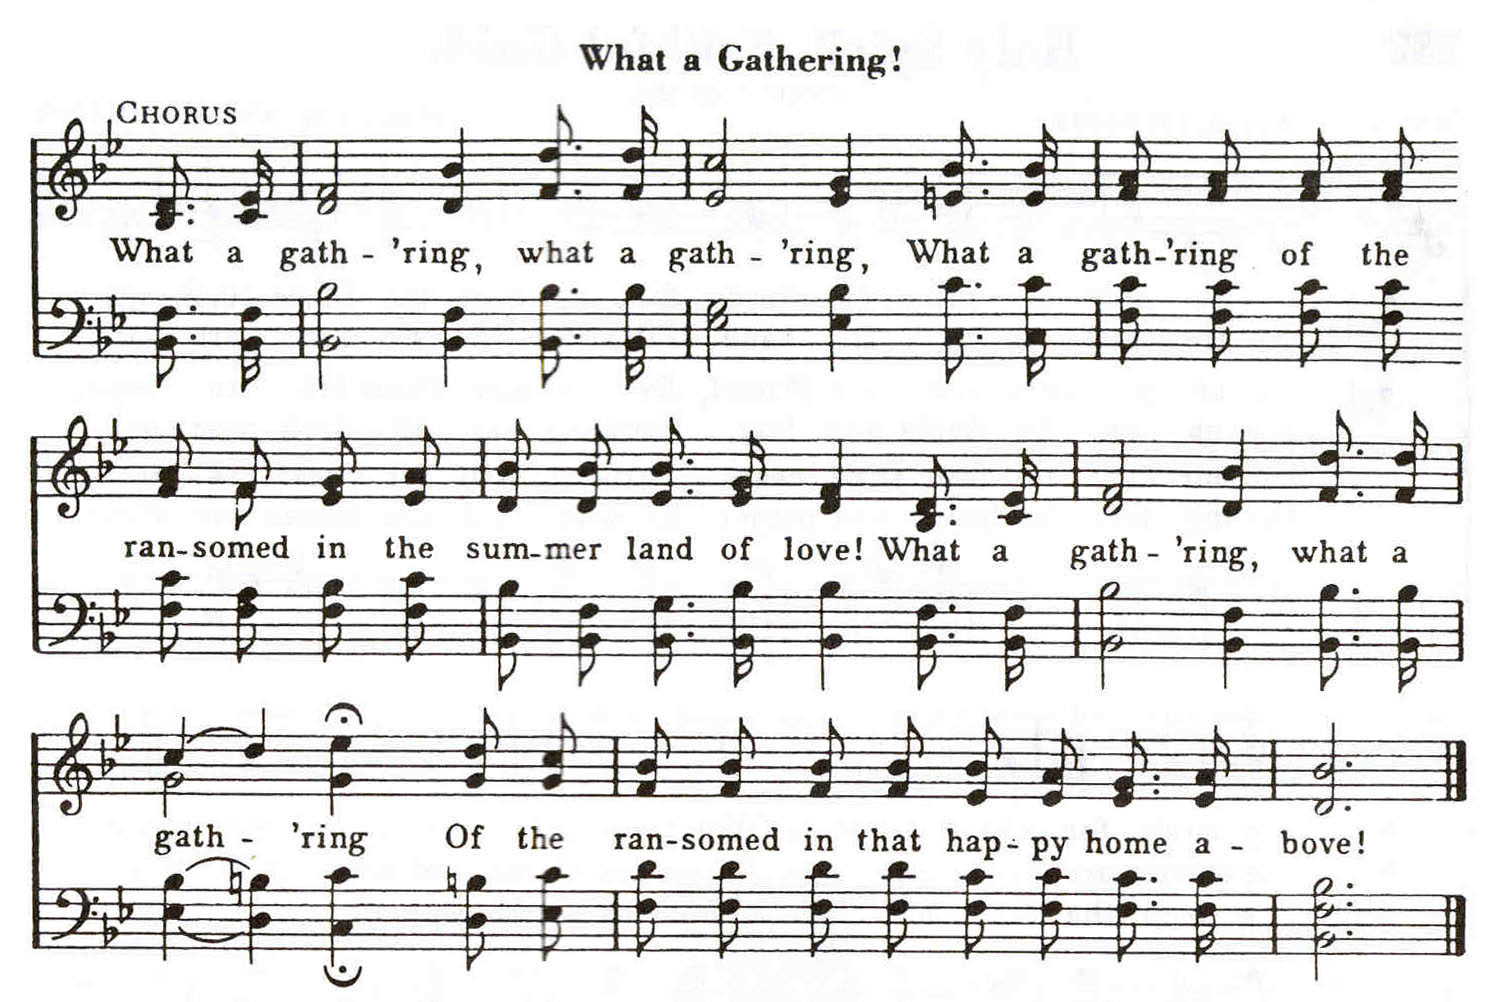 What a Gathering!
CHORUS
What a gath - 'ring, what a gath - 'ring, What a gath-'ring of the
ran-somed in the sum-mer land of love! What a gath - 'ring, what a
gath - 'ring Of the ran-somed in that hap-py home a - bove!